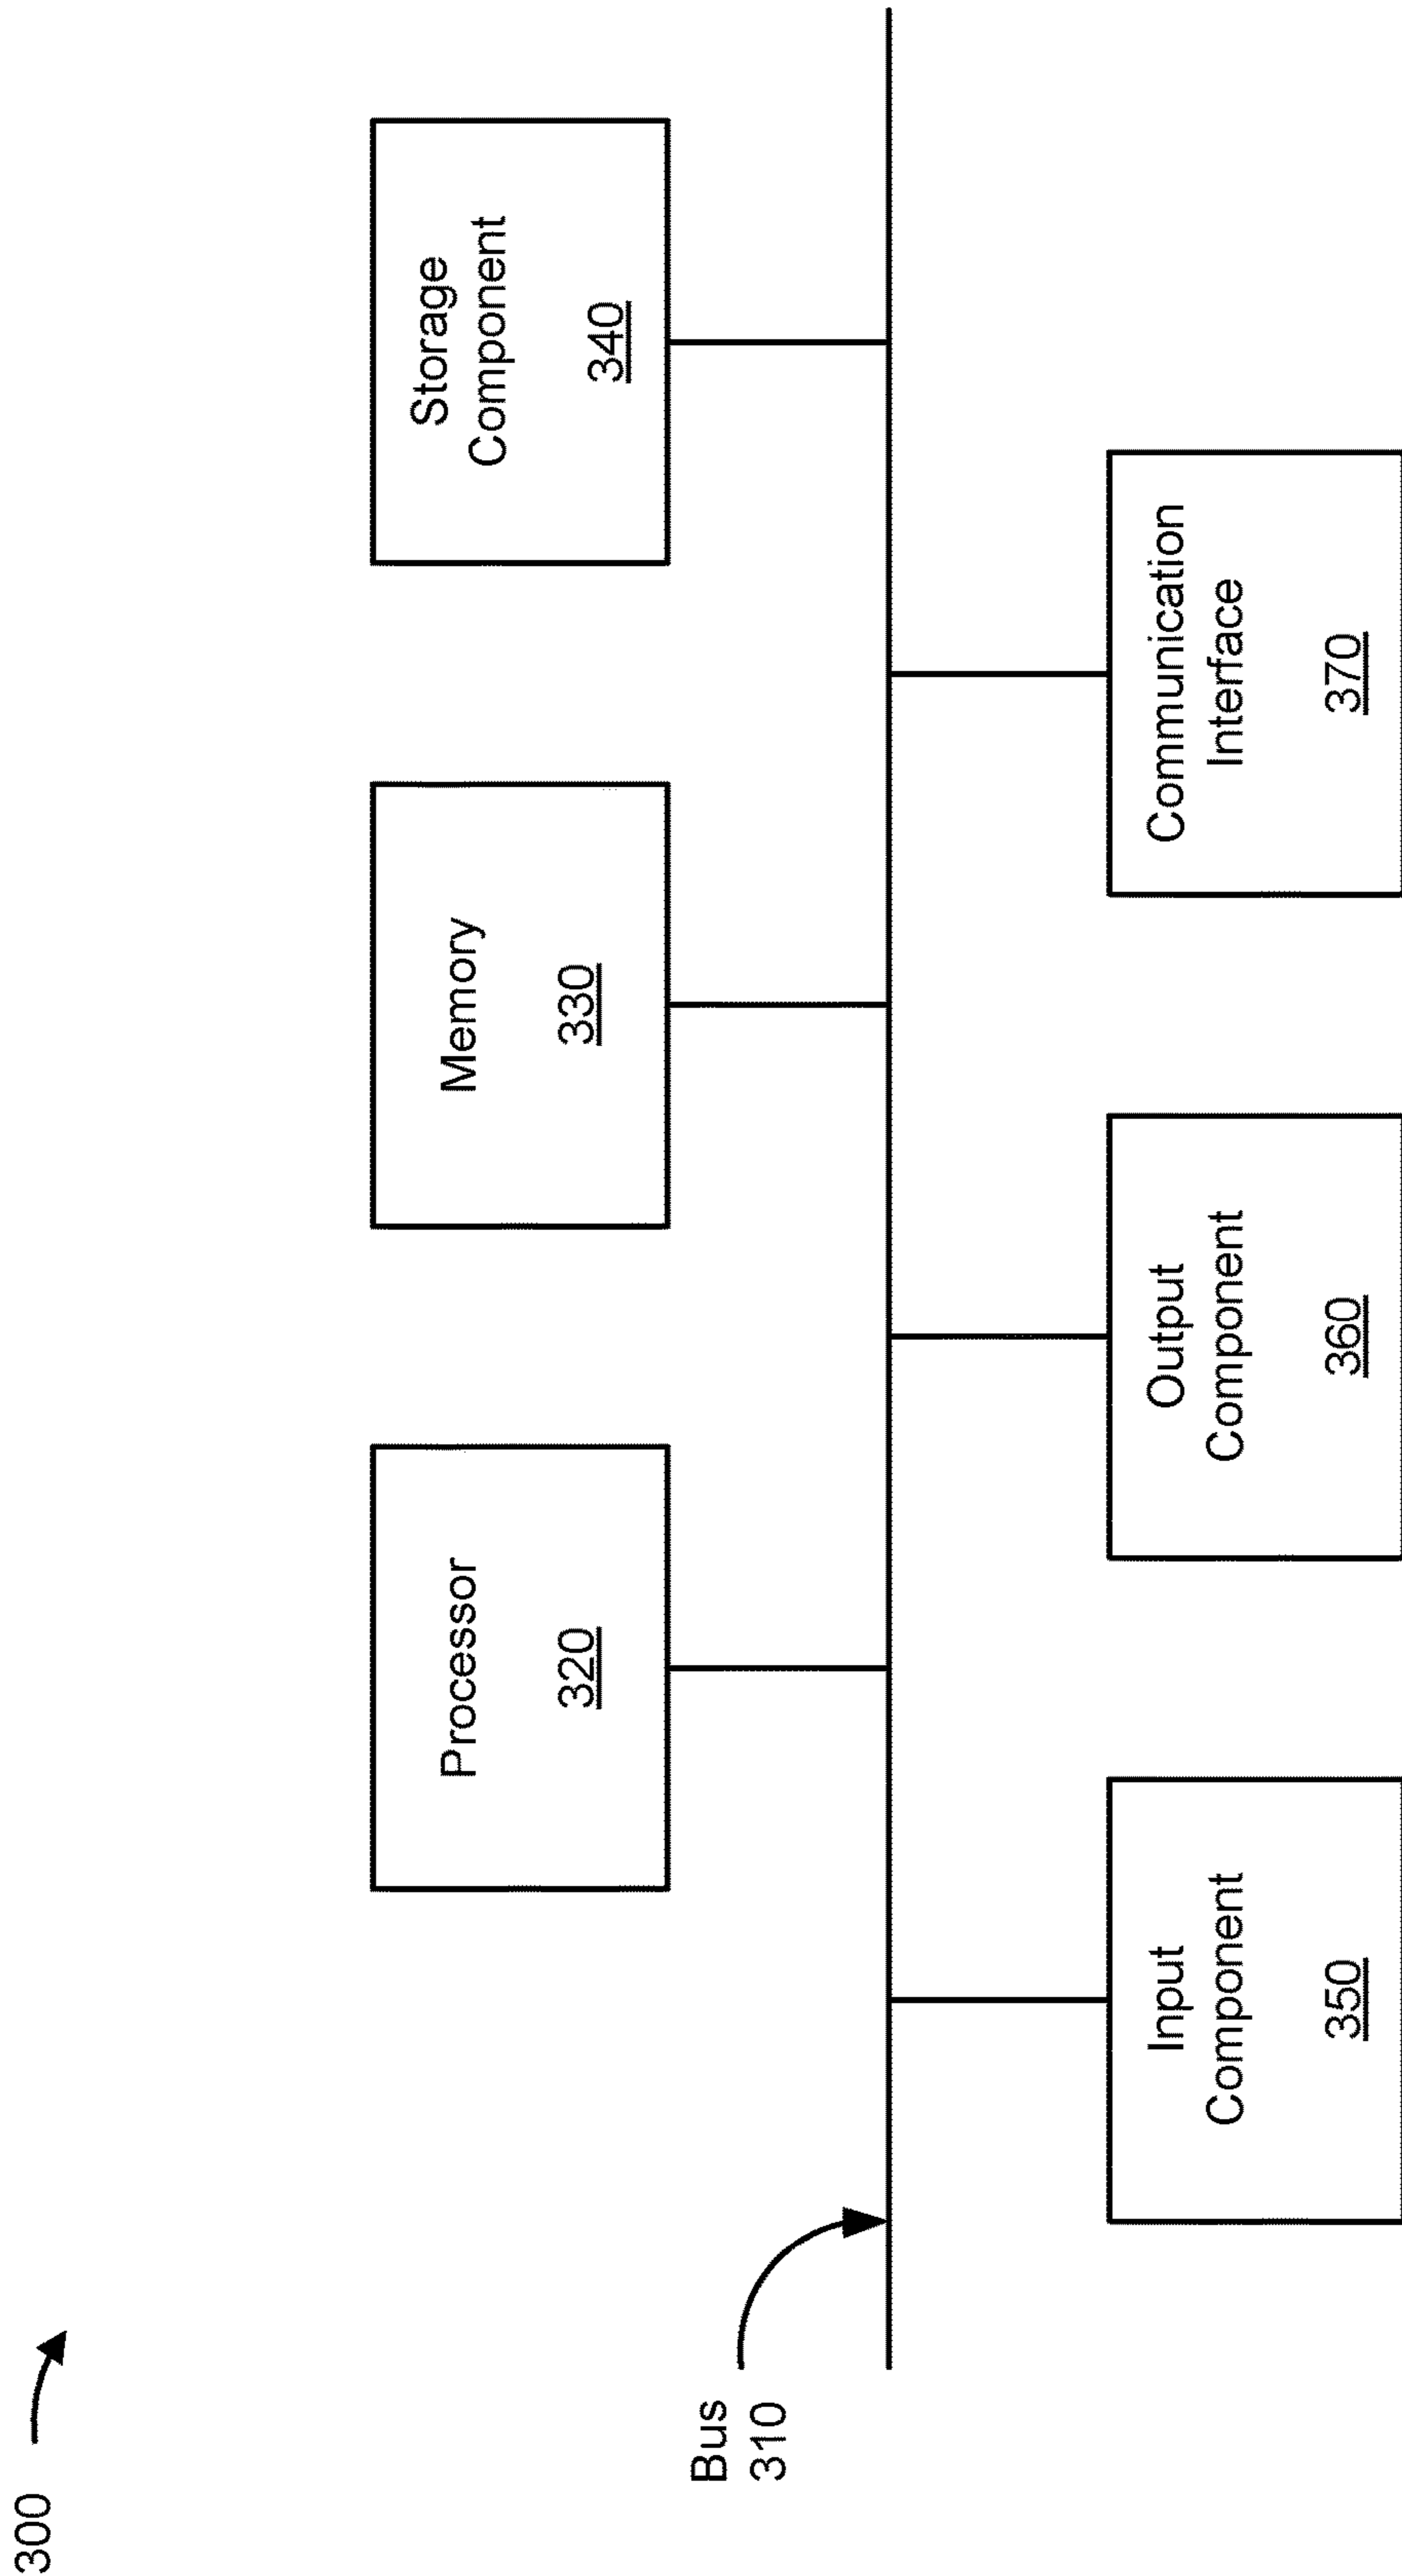 300
Processor
320
Memory
330
Storage
Component
340
Bus
310
Input
Component
350
Output
Component
360
Communication
Interface
370